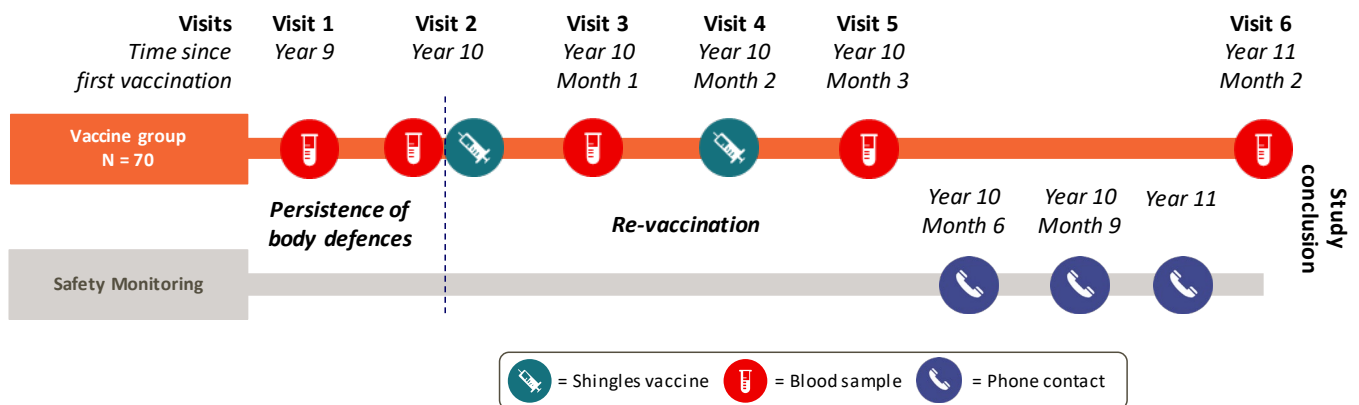 Visits
Time since
first vaccination
Visit 1
Year 9
Visit 2
Year 10
Visit 3
Year 10
Month 1
Visit 4
Year 10
Month 2
Visit 5
Year 10
Month 3
Visit 6
Year 11
Month 2
Vaccine group
N = 70
Persistence of
body defences
Re-vaccination
Year 10
Month 6
Year 10
Month 9
Year 11
Study
conclusion
Safety Monitoring
= Shingles vaccine
= Blood sample
= Phone contact